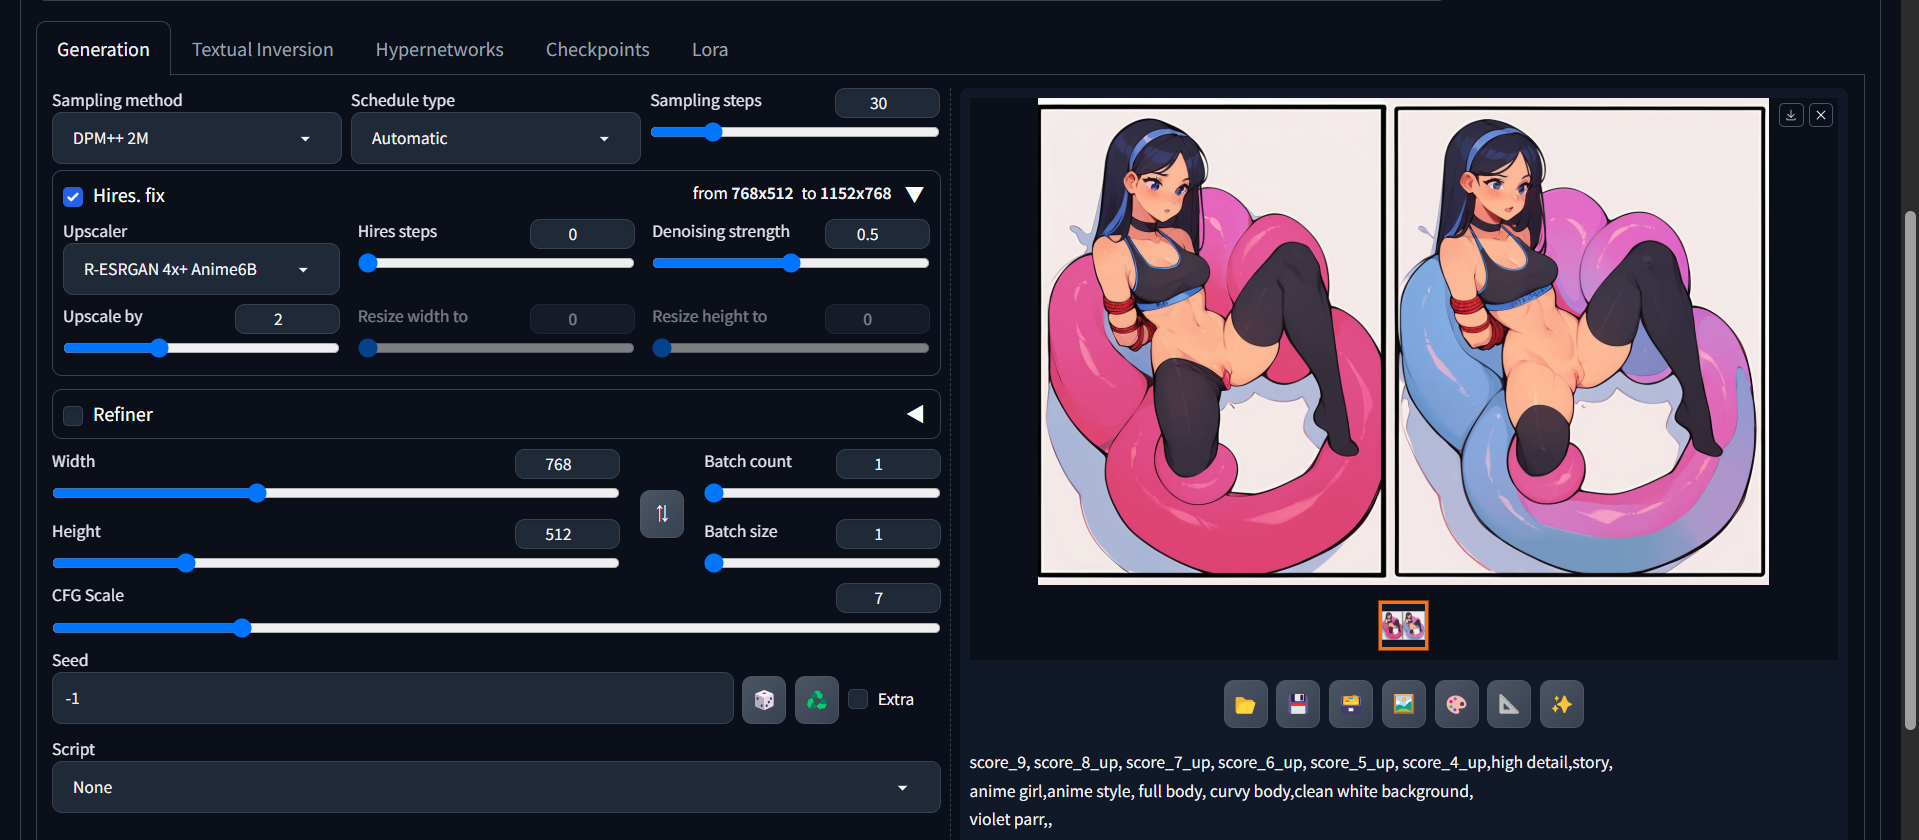 Generation Textual Inversion Hypernetworks Checkpoints Lora
Sampling method Schedule type Sampling steps 30
DPM++ 2M Automatic
Hires. fix from 768x512 to 1152x768
Upscaler Hires steps 0 Denoising strength 0.5
R-ESRGAN 4x+ Anime6B
Upscale by 2 Resize width to 0 Resize height to 0
Refiner
Width 768 Batch count 1
Height 512 Batch size 1
CFG Scale 7
Seed
-1 Extra
Script
None
score_9, score_8_up, score_7_up, score_6_up, score_5_up, score_4_up,high detail,story,
anime girl,anime style, full body, curvy body,clean white background,
violet parr,,